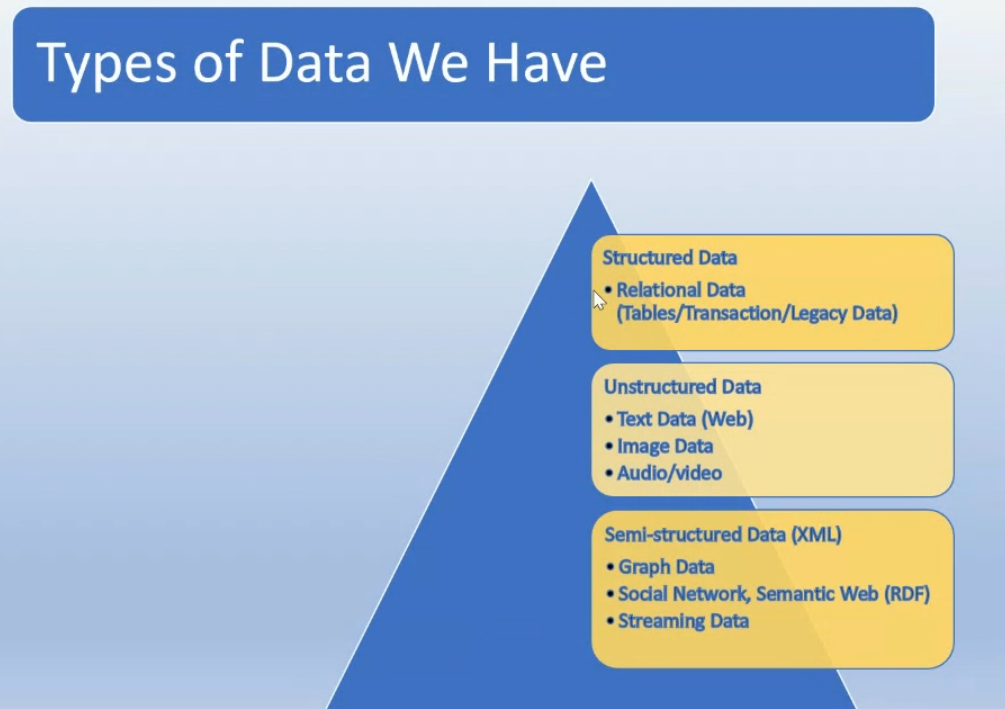 Types of Data We Have
Structured Data
• Relational Data
(Tables/Transaction/Legacy Data)
Unstructured Data
• Text Data (Web)
• Image Data
• Audio/video
Semi-structured Data (XML)
• Graph Data
• Social Network, Semantic Web (RDF)
• Streaming Data